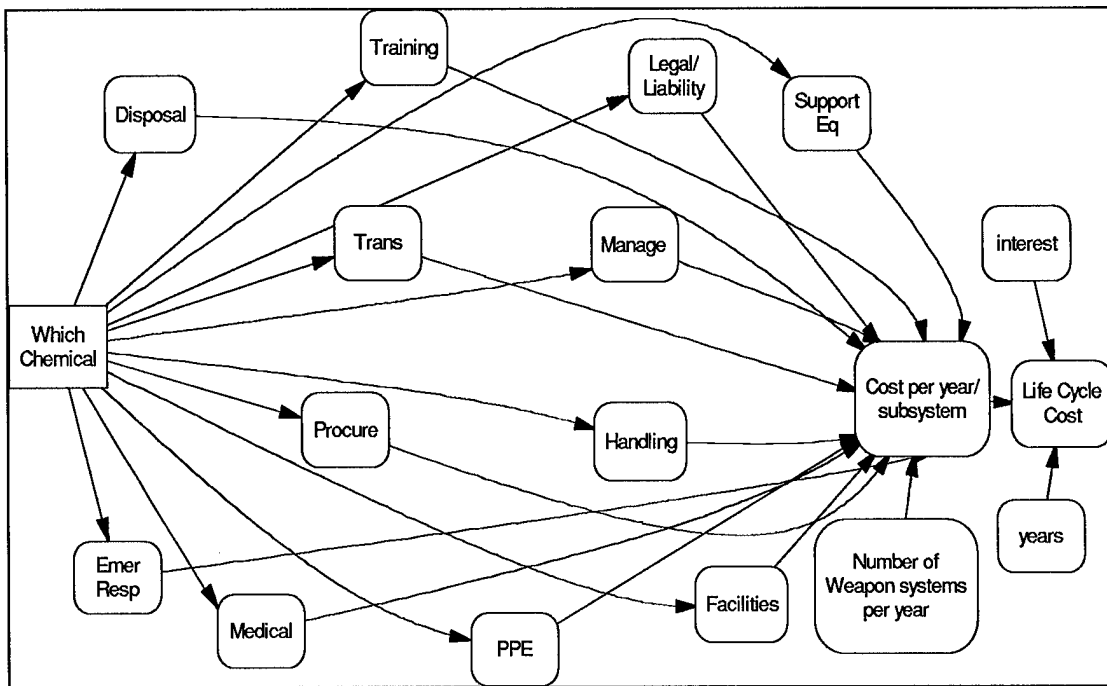 Training
Legal/
Liability
Support
Eq
Disposal
Trans
Manage
interest
Which
Chemical
Cost per year/
subsystem
Life Cycle
Cost
Procure
Handling
Emer
Resp
Medical
PPE
Facilities
Number of
Weapon systems
per year
years